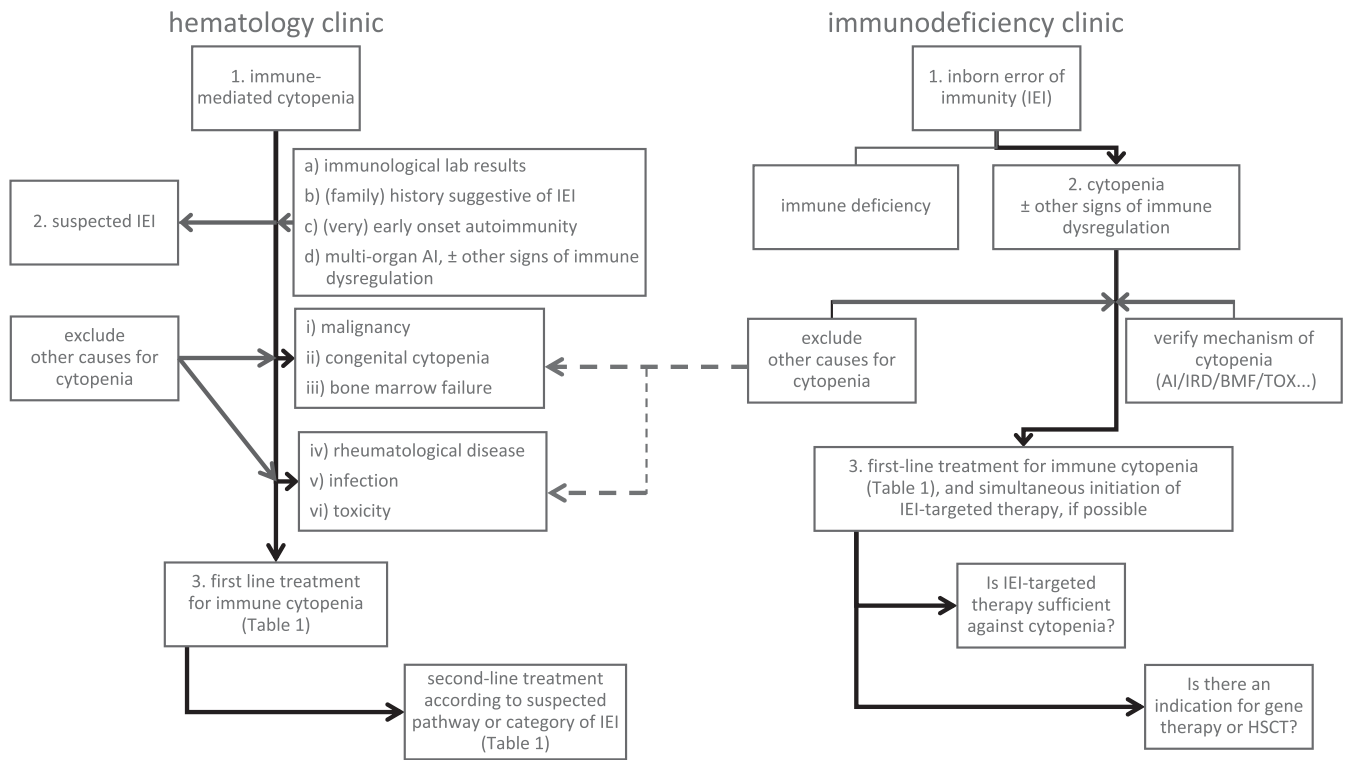 hematology clinic
1. immune-
mediated cytopenia
a) immunological lab results
b) (family) history suggestive of IEI
c) (very) early onset autoimmunity
d) multi-organ AI, ± other signs of immune
dysregulation
2. suspected IEI
exclude
other causes for
cytopenia
i) malignancy
ii) congenital cytopenia
iii) bone marrow failure
iv) rheumatological disease
v) infection
vi) toxicity
3. first line treatment
for immune cytopenia
(Table 1)
second-line treatment
according to suspected
pathway or category of IEI
(Table 1)
immunodeficiency clinic
1. inborn error of
immunity (IEI)
immune deficiency
2. cytopenia
± other signs of immune
dysregulation
exclude
other causes for
cytopenia
verify mechanism of
cytopenia
(AI/IRD/BMF/TOX...)
3. first-line treatment for immune cytopenia
(Table 1), and simultaneous initiation of
IEI-targeted therapy, if possible
Is IEI-targeted
therapy sufficient
against cytopenia?
Is there an
indication for gene
therapy or HSCT?